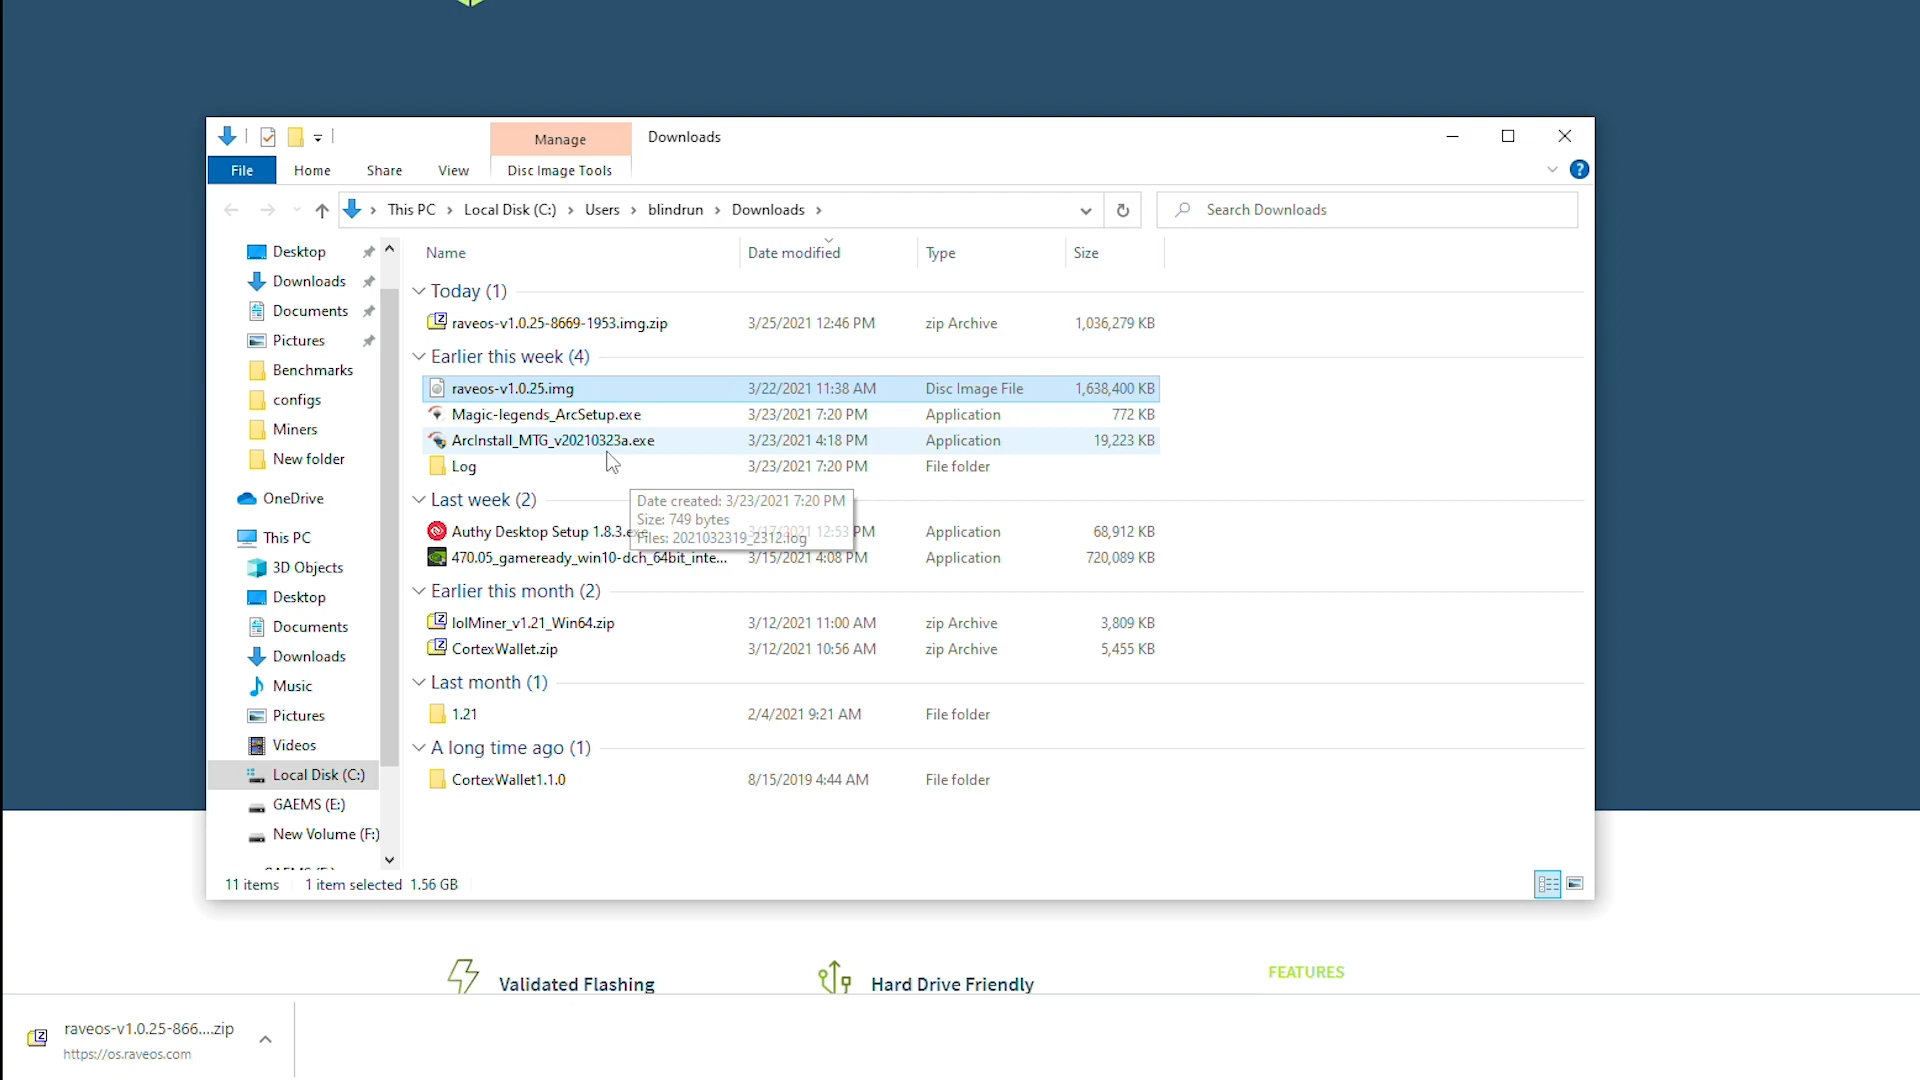 Manage
Downloads
File
Home
Share
View
Disc Image Tools
This PC
Local Disk (C:)
Users
blindrun
Downloads
Search Downloads
Name
Date modified
Type
Size
Desktop
Downloads
Documents
Pictures
Benchmarks
configs
Miners
New folder
OneDrive
This PC
3D Objects
Desktop
Documents
Downloads
Music
Pictures
Videos
Local Disk (C:)
GAEMS (E:)
New Volume (F:)
Today (1)
raveos-v1.0.25-8669-1953.img.zip 3/25/2021 12:46 PM zip Archive 1,036,279 KB
Earlier this week (4)
raveos-v1.0.25.img 3/22/2021 11:38 AM Disc Image File 1,638,400 KB
Magic-legends_ArcSetup.exe 3/23/2021 7:20 PM Application 772 KB
ArcInstall_MTG_v20210323a.exe 3/23/2021 4:18 PM Application 19,223 KB
Log 3/23/2021 7:20 PM File folder
Last week (2)
Date created: 3/23/2021 7:20 PM
Size: 749 bytes
Files: 2021032319_2312.log
Authy Desktop Setup 1.8.3.exe 3/17/2021 12:53 PM Application 68,912 KB
470.05_gameready_win10-dch_64bit_inte... 3/15/2021 4:08 PM Application 720,089 KB
Earlier this month (2)
lolMiner_v1.21_Win64.zip 3/12/2021 11:00 AM zip Archive 3,809 KB
CortexWallet.zip 3/12/2021 10:56 AM zip Archive 5,455 KB
Last month (1)
1.21 2/4/2021 9:21 AM File folder
A long time ago (1)
CortexWallet1.1.0 8/15/2019 4:44 AM File folder
11 items 1 item selected 1.56 GB
Validated Flashing
Hard Drive Friendly
FEATURES
raveos-v1.0.25-866....zip
https://os.raveos.com